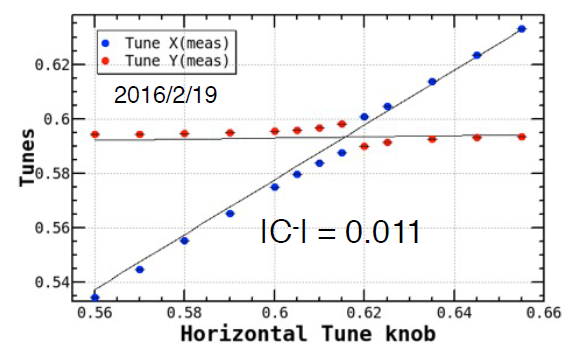 Tune X(meas)
Tune Y(meas)
2016/2/19
0.62
0.6
0.58
0.56
0.54
Tunes
|C-| = 0.011
0.56
0.58
0.6
0.62
0.64
0.66
Horizontal Tune knob